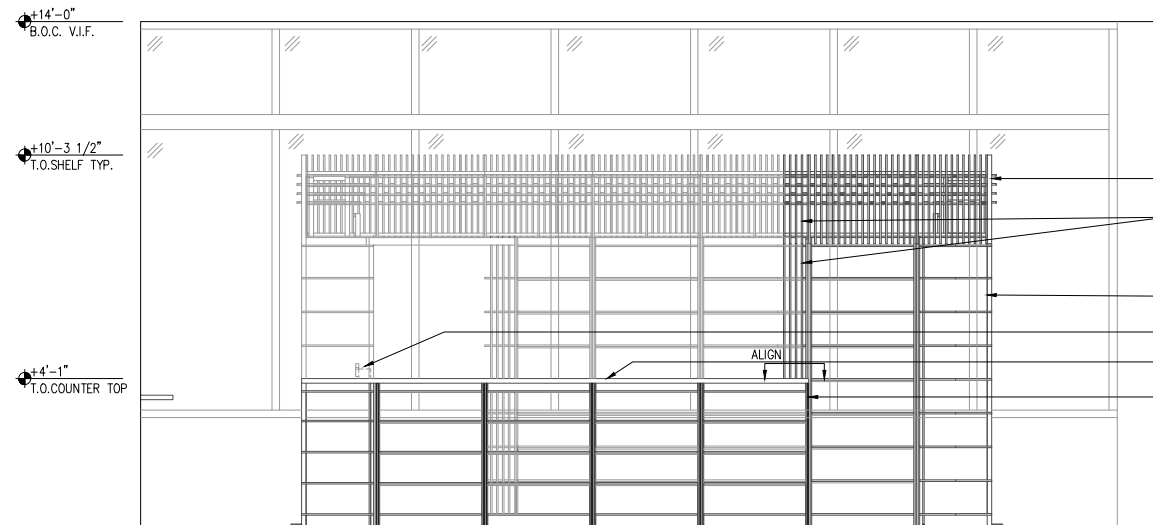 +14'-0"
B.O.C. V.I.F.
+10'-3 1/2"
T.O.SHELF TYP.
ALIGN
+4'-1"
T.O.COUNTER TOP